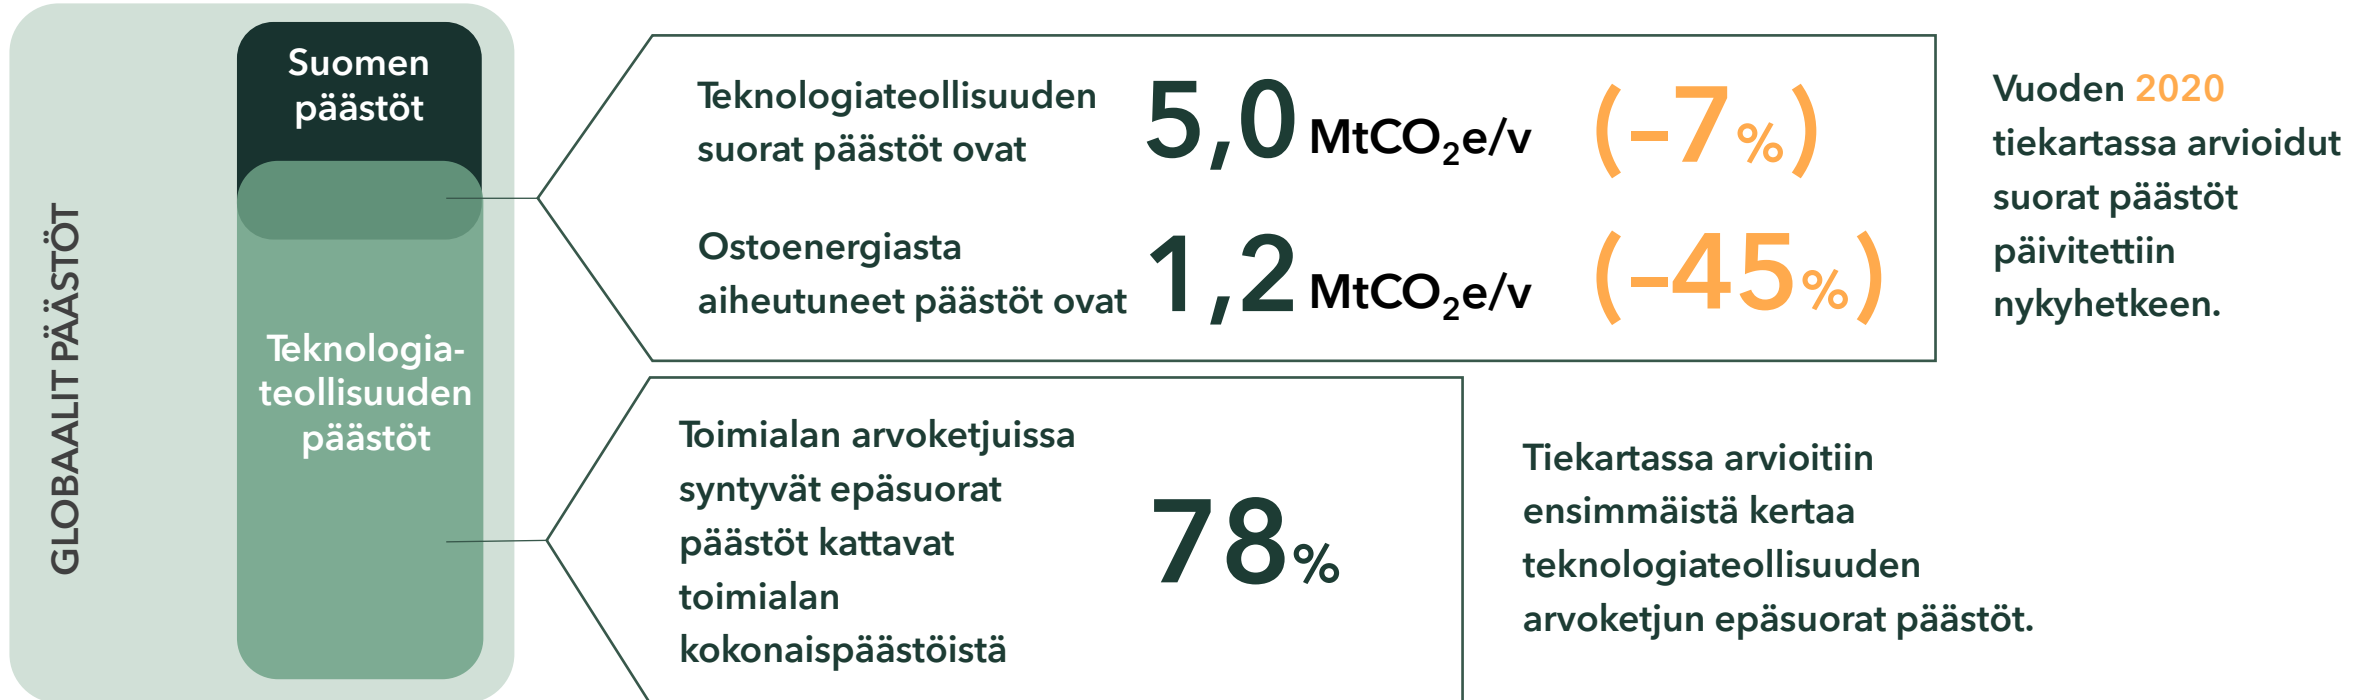 GLOBAALIT PÄÄSTÖT
Suomen
päästöt
Teknologia-
teollisuuden
päästöt
Teknologiateollisuuden
suorat päästöt ovat
5,0 MtCO₂e/v (–7 %)
Ostoenergiasta
aiheutuneet päästöt ovat
1,2 MtCO₂e/v (–45 %)
Vuoden 2020
tiekartassa arvioidut
suorat päästöt
päivitettiin
nykyhetkeen.
Toimialan arvoketjuissa
syntyvät epäsuorat
päästöt kattavat
toimialan
kokonaispäästöistä
78 %
Tiekartassa arvioitiin
ensimmäistä kertaa
teknologiateollisuuden
arvoketjun epäsuorat päästöt.